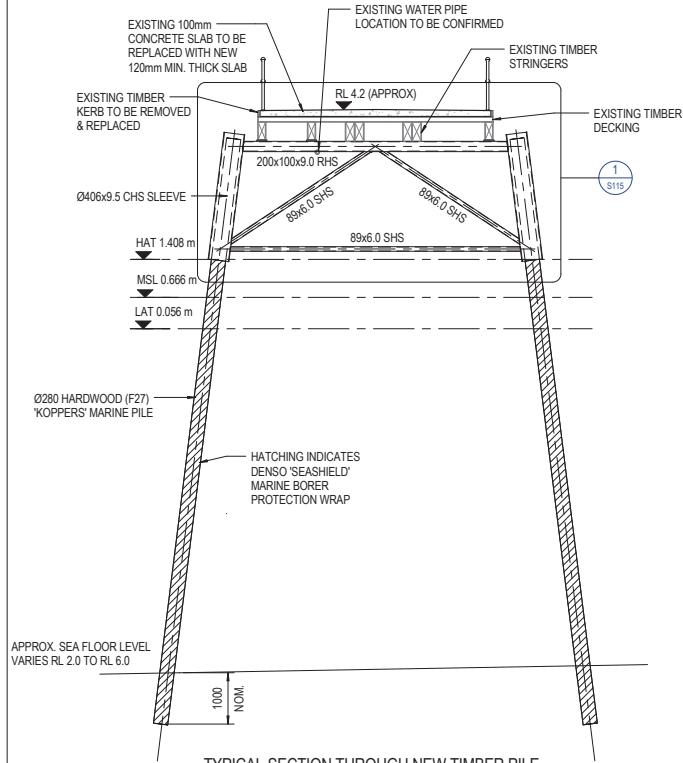 EXISTING WATER PIPE
LOCATION TO BE CONFIRMED
EXISTING 100mm
CONCRETE SLAB TO BE
REPLACED WITH NEW
120mm MIN. THICK SLAB
EXISTING TIMBER
STRINGERS
RL 4.2 (APPROX)
EXISTING TIMBER
KERB TO BE REMOVED
& REPLACED
EXISTING TIMBER
DECKING
200x100x9.0 RHS
1
S115
Ø406x9.5 CHS SLEEVE
89x6.0 SHS
89x6.0 SHS
89x6.0 SHS
HAT 1.408 m
MSL 0.666 m
LAT 0.056 m
Ø280 HARDWOOD (F27)
'KOPPERS' MARINE PILE
HATCHING INDICATES
DENSO 'SEASHIELD'
MARINE BORER
PROTECTION WRAP
APPROX. SEA FLOOR LEVEL
VARIES RL 2.0 TO RL 6.0
1000
NOM.
TYPICAL SECTION THROUGH NEW TIMBER PILE